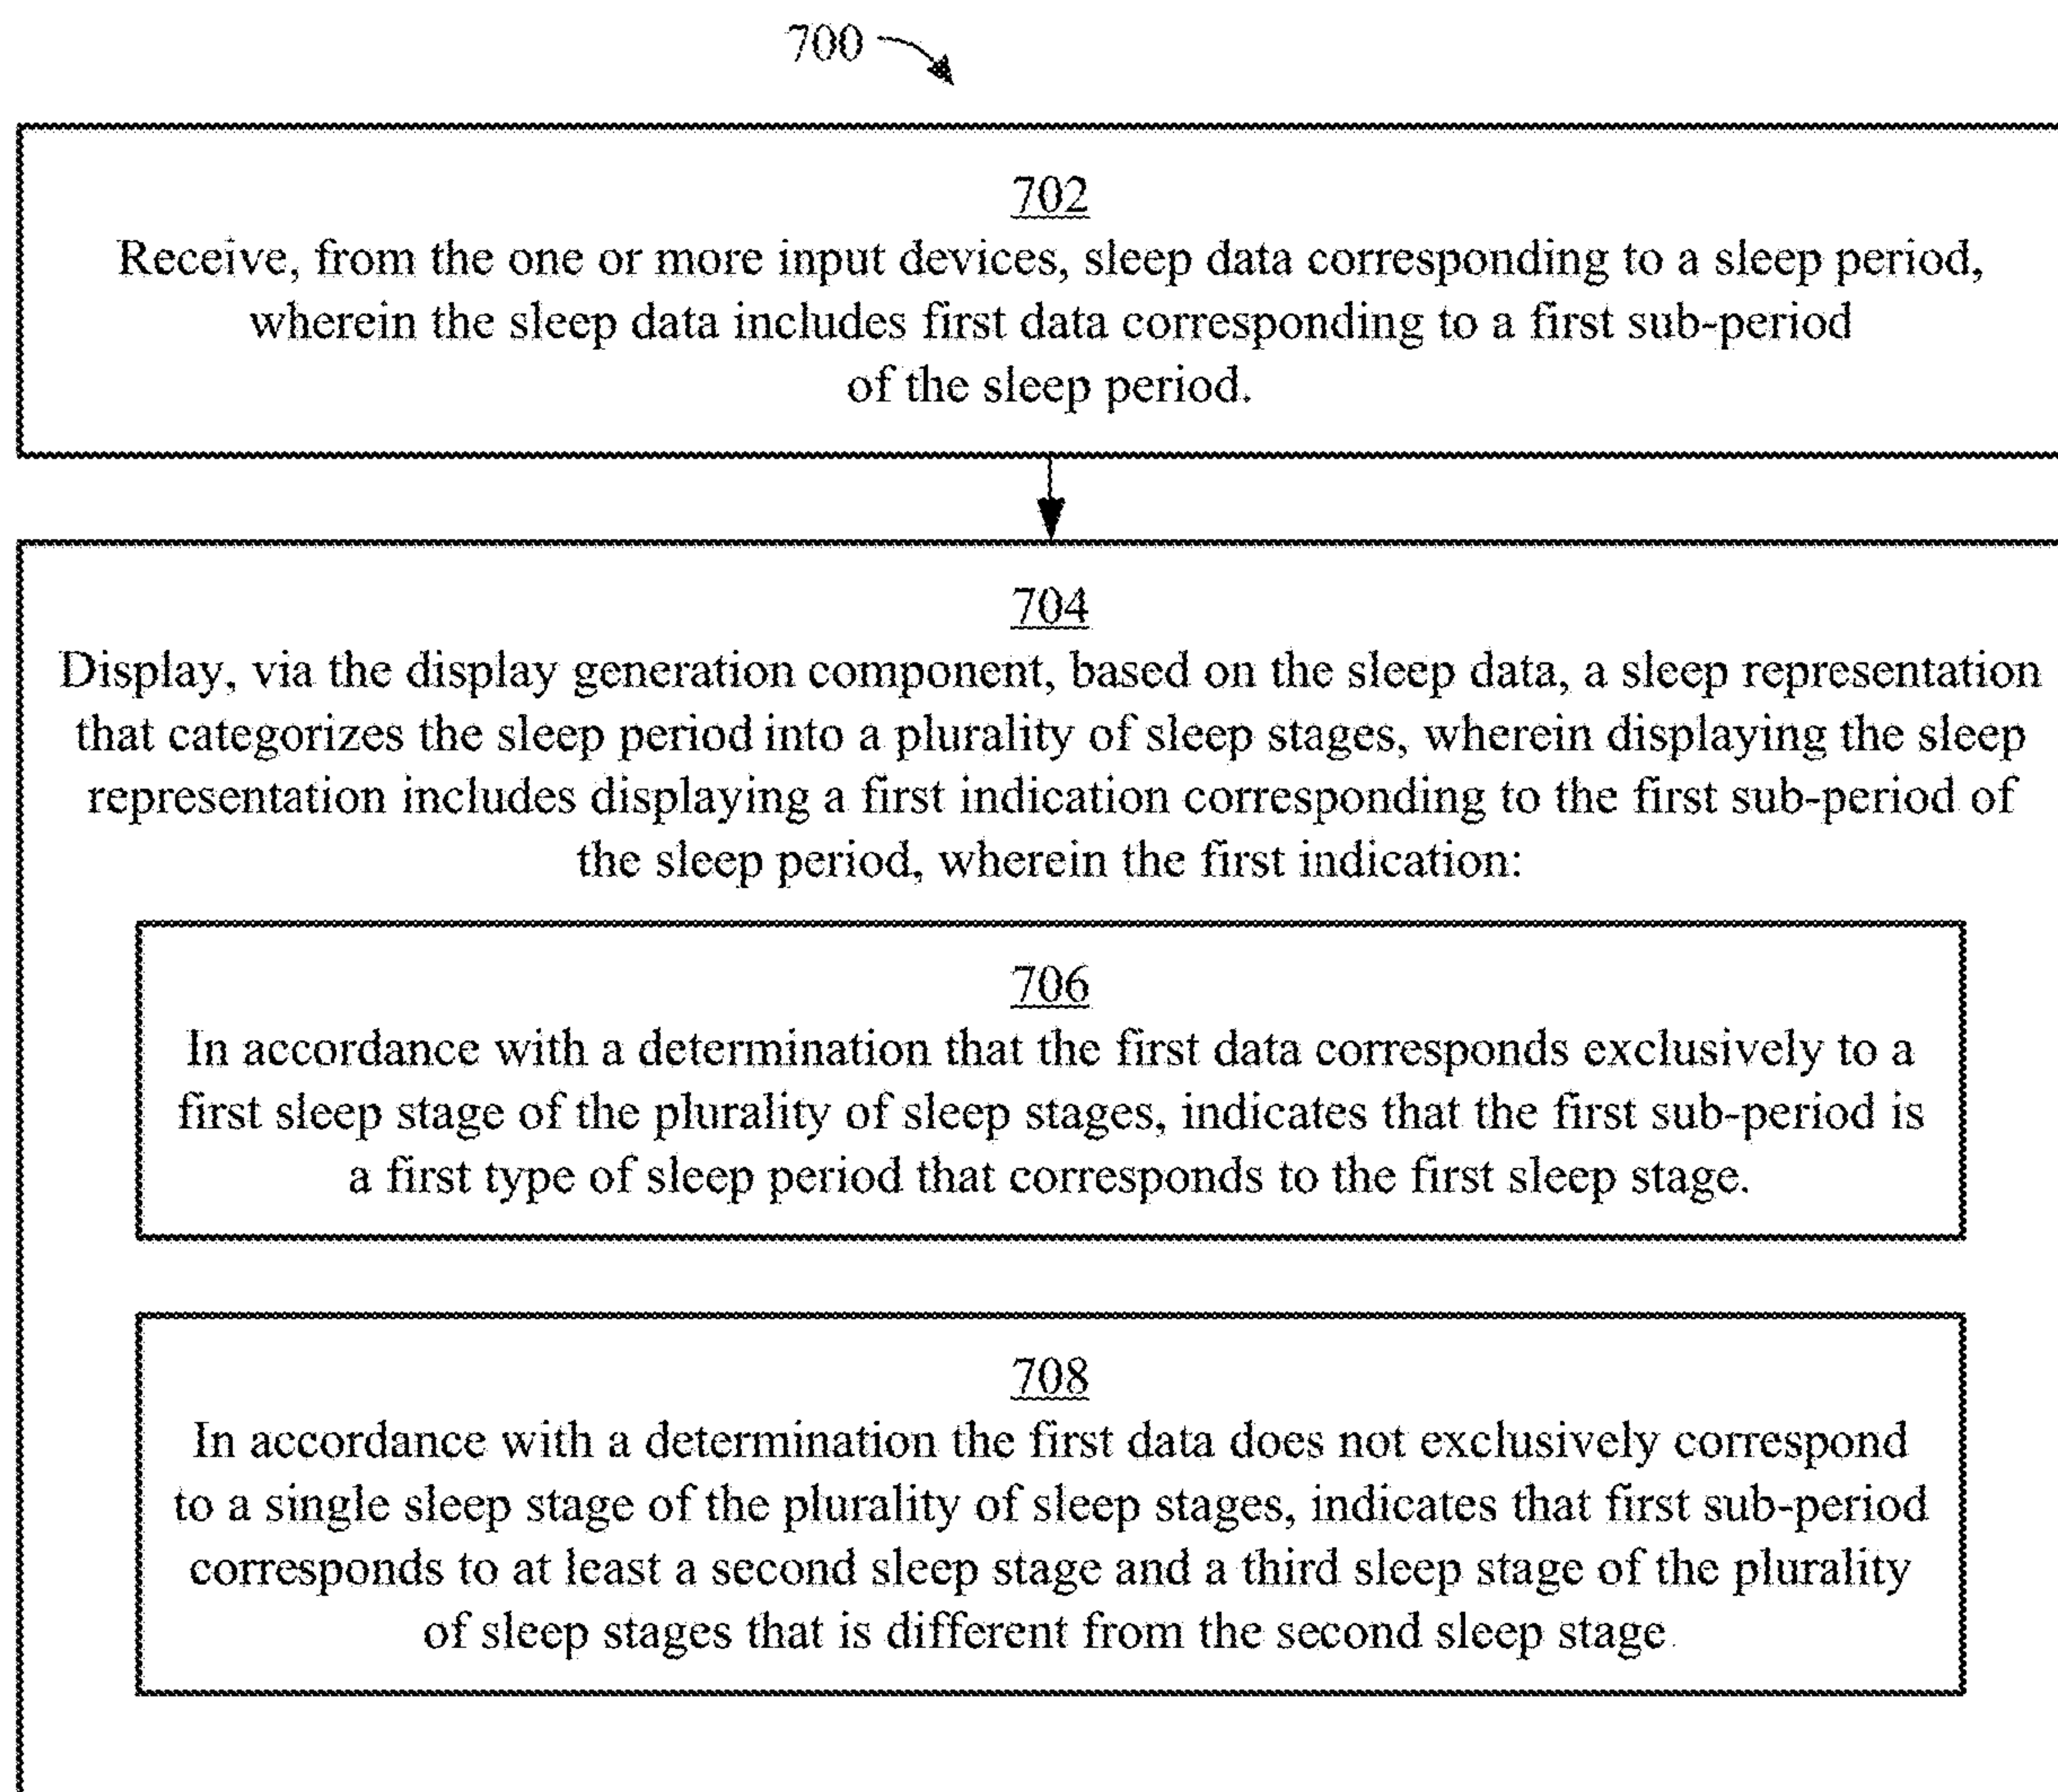 700
702
Receive, from the one or more input devices, sleep data corresponding to a sleep period,
wherein the sleep data includes first data corresponding to a first sub-period
of the sleep period.
704
Display, via the display generation component, based on the sleep data, a sleep representation
that categorizes the sleep period into a plurality of sleep stages, wherein displaying the sleep
representation includes displaying a first indication corresponding to the first sub-period of
the sleep period, wherein the first indication:
706
In accordance with a determination that the first data corresponds exclusively to a
first sleep stage of the plurality of sleep stages, indicates that the first sub-period is
a first type of sleep period that corresponds to the first sleep stage.
708
In accordance with a determination the first data does not exclusively correspond
to a single sleep stage of the plurality of sleep stages, indicates that first sub-period
corresponds to at least a second sleep stage and a third sleep stage of the plurality
of sleep stages that is different from the second sleep stage.